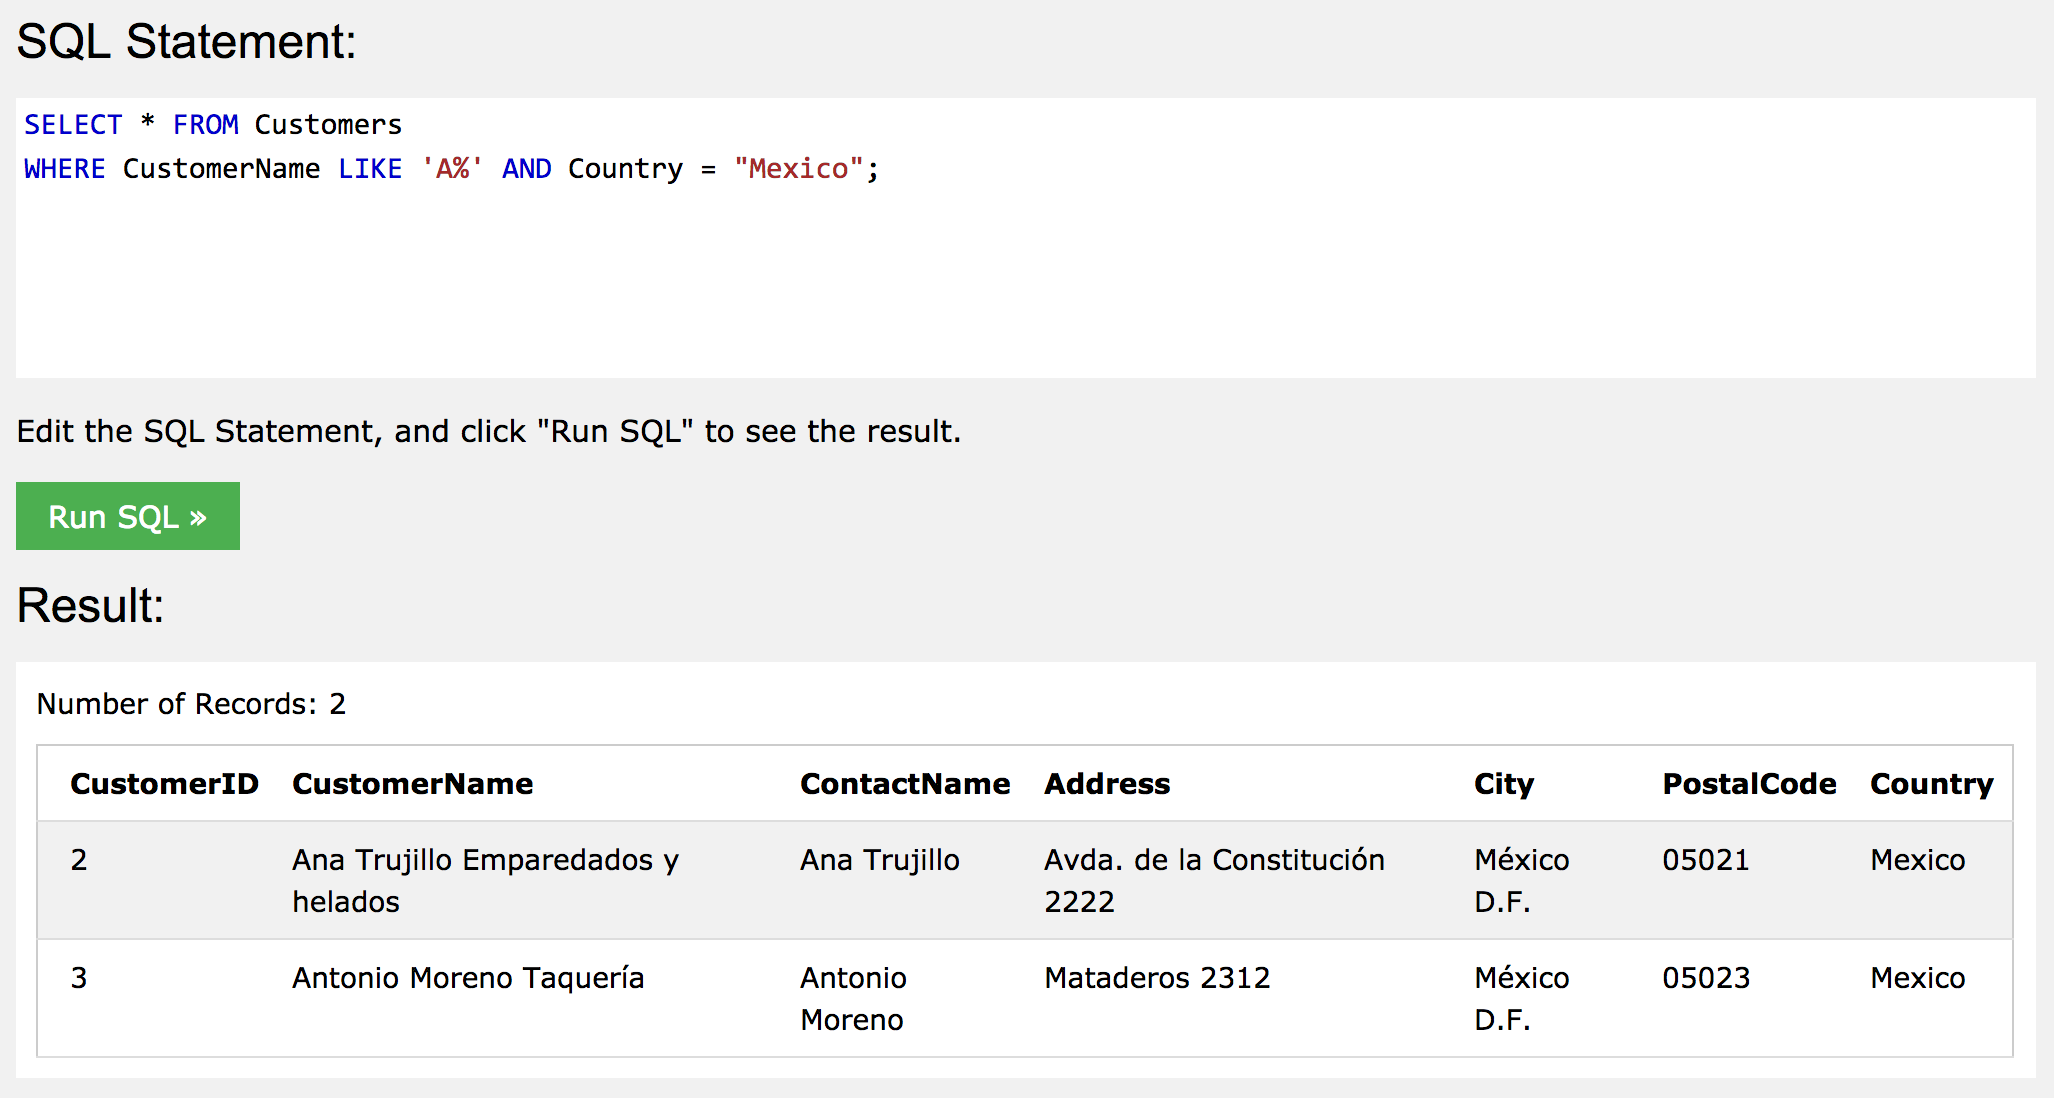 SQL Statement:
SELECT * FROM Customers
WHERE CustomerName LIKE 'A%' AND Country = "Mexico";
Edit the SQL Statement, and click "Run SQL" to see the result.
Run SQL »
Result:
Number of Records: 2
CustomerID CustomerName ContactName Address City PostalCode Country
2 Ana Trujillo Emparedados y Ana Trujillo Avda. de la Constitución México 05021 Mexico
helados 2222 D.F.
3 Antonio Moreno Taquería Antonio Mataderos 2312 México 05023 Mexico
Moreno D.F.